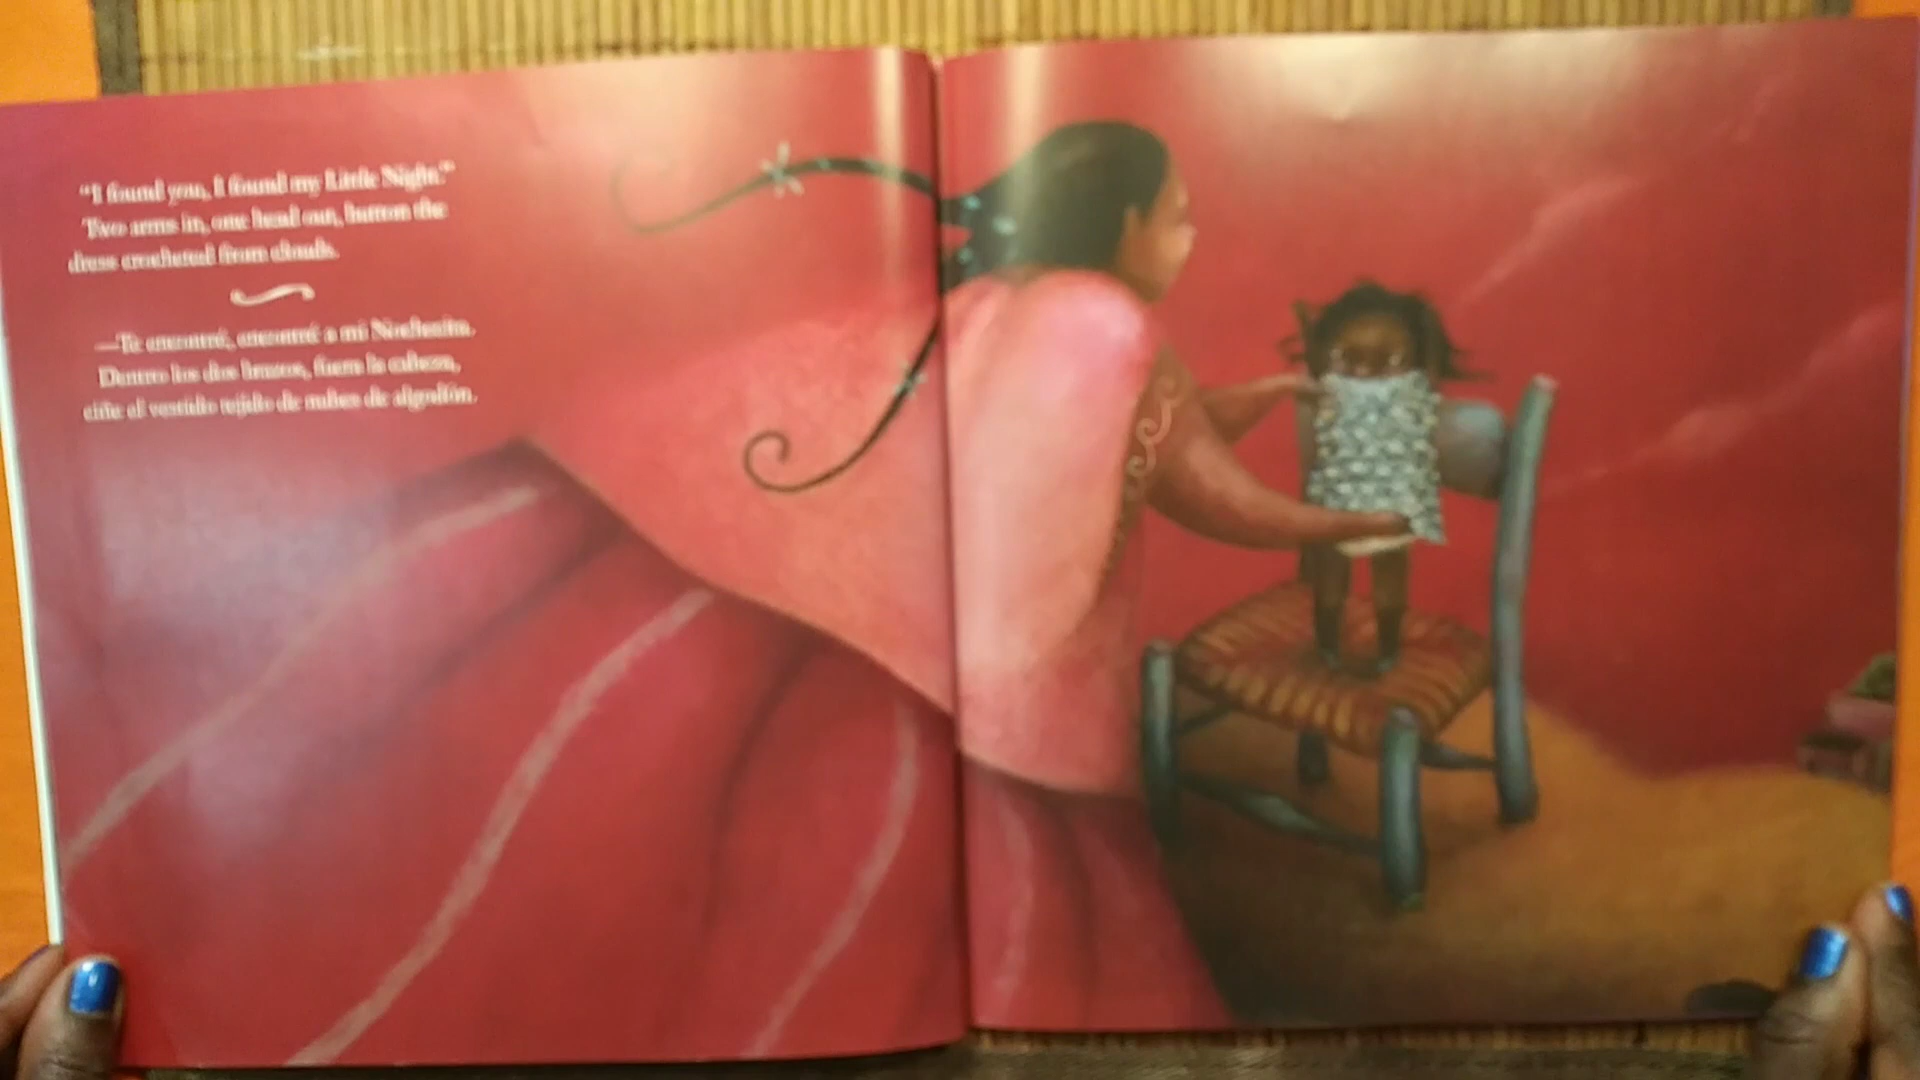 "I found you, I found my Little Night."
Two arms in, one head out, button the
dress crocheted from clouds.
—Te encontré, encontré a mi Nochecita.
Dentro los dos brazos, fuera la cabeza,
ciñe el vestido tejido de nubes de algodón.